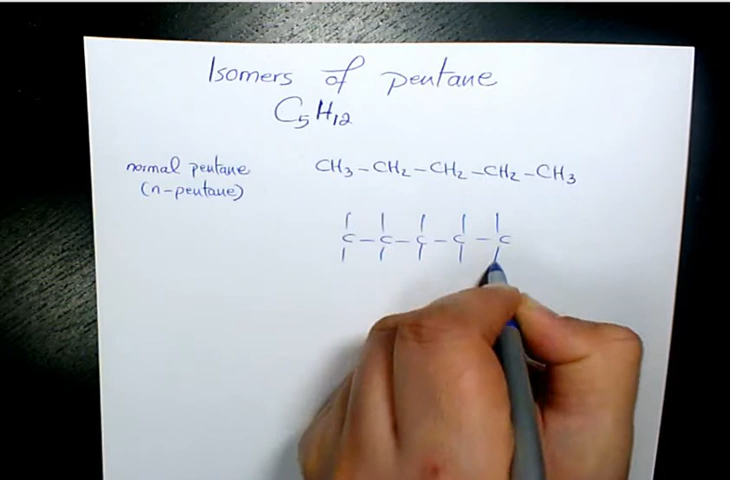 Isomers of pentane
C5H12
normal pentane
(n-pentane)
CH3-CH2-CH2-CH2-CH3
C-C-C-C-C